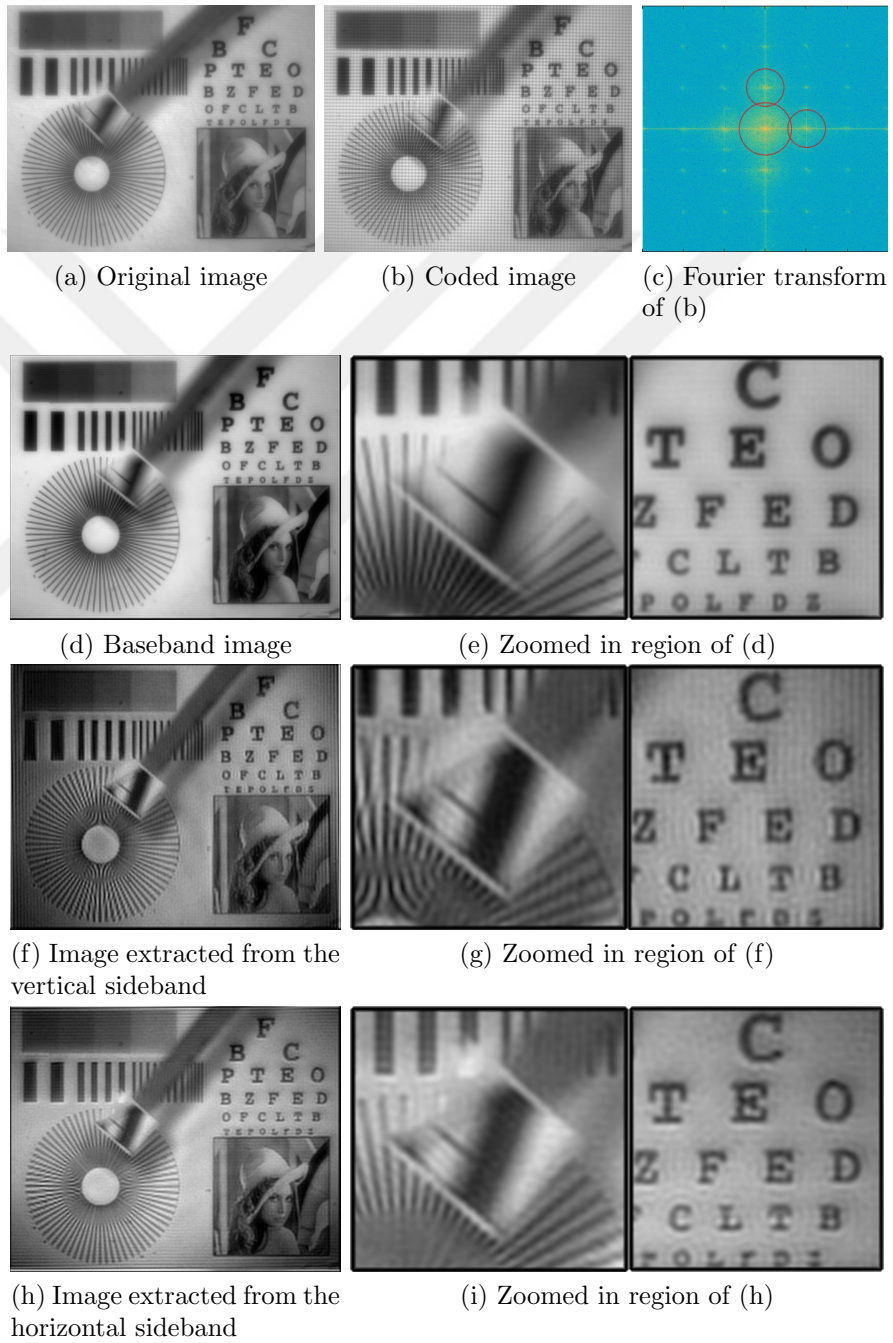 F
B C
P T E O
B Z F E D
O F C L T B
T E P O L F D Z
F
B C
P T E O
B Z F E D
O F C L T B
T E P O L F D Z
(a) Original image
(b) Coded image
(c) Fourier transform
of (b)
F
B C
P T E O
B Z F E D
O F C L T B
T E P O L F D Z
C
T E O
Z F E D
C L T B
P O L F D Z
(d) Baseband image
(e) Zoomed in region of (d)
F
B C
P T E O
B Z F E D
O F C L T B
T E P O L F D Z
C
T E O
Z F E D
C L T B
P O L F D Z
(f) Image extracted from the
vertical sideband
(g) Zoomed in region of (f)
F
B C
P T E O
B Z F E D
O F C L T B
T E P O L F D Z
C
T E O
Z F E D
C L T B
P O L F D Z
(h) Image extracted from the
horizontal sideband
(i) Zoomed in region of (h)